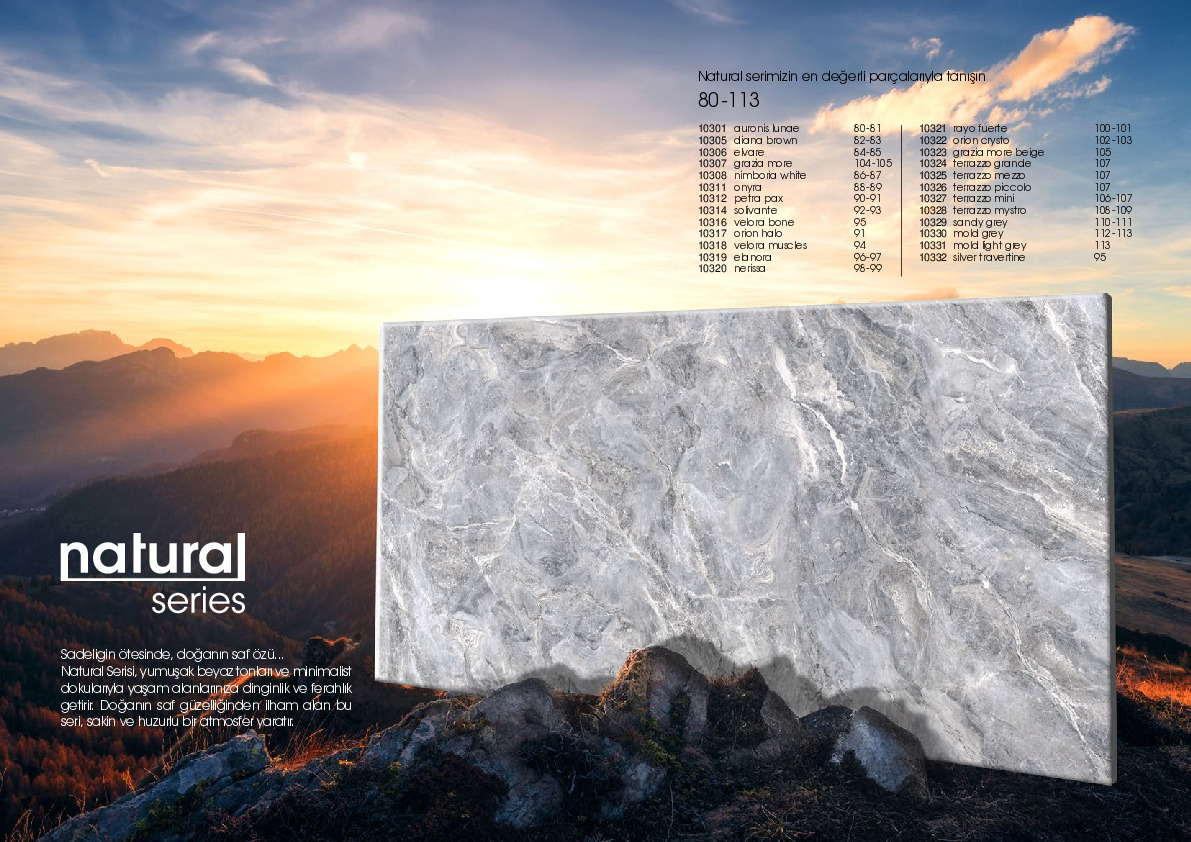 Natural serimizin en değerli parçalarıyla tanışın
80-113
10301 auronis lunae 80-81
10305 diana brown 82-83
10306 elvare 84-85
10307 grazia more 104-105
10308 nimboria white 86-87
10311 onyra 88-89
10312 petra pax 90-91
10314 solivante 92-93
10316 velora bone 95
10317 orion halo 91
10318 velora muscles 94
10319 elanora 96-97
10320 nerissa 98-99
10321 rayo fuerte 100-101
10322 orion crysto 102-103
10323 grazia more beige 105
10324 terrazzo grande 107
10325 terrazzo mezzo 107
10326 terrazzo piccolo 107
10327 terrazzo mini 106-107
10328 terrazzo mystro 108-109
10329 sandy grey 110-111
10330 mold grey 112-113
10331 mold light grey 113
10332 silver travertine 95
natural
series
Sadeligin ötesinde, doğanın saf özü...
Natural Serisi, yumuşak beyaz tonları ve minimalist
dokularıyla yaşam alanlarınıza dinginlik ve ferahlık
getirir. Doğanın saf güzelliğinden ilham alan bu
seri, sakin ve huzurlu bir atmosfer yaratır.